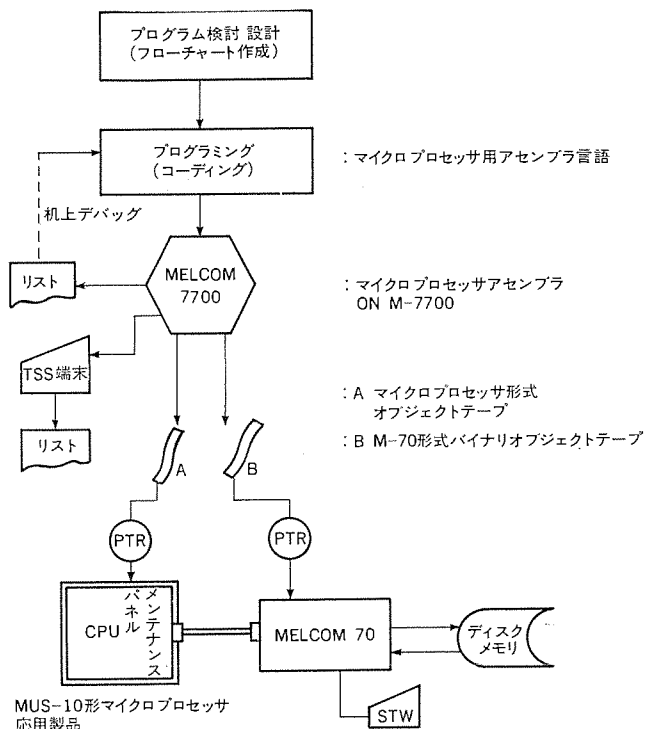 プログラム検討 設計
(フローチャート作成)
プログラミング
(コーディング)
：マイクロプロセッサ用アセンブラ言語
机上デバッグ
リスト
MELCOM
7700
：マイクロプロセッサアセンブラ
ON M-7700
TSS端末
リスト
：A マイクロプロセッサ形式
オブジェクトテープ
：B M-70形式バイナリオブジェクトテープ
A
B
PTR
PTR
CPU
メンテナンス
パネル
MELCOM 70
ディスク
メモリ
STW
MUS-10形マイクロプロセッサ
応用製品